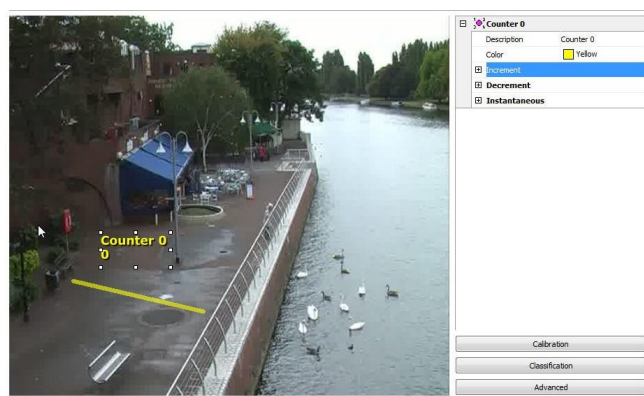 Counter 0
0
Counter 0
Description Counter 0
Color Yellow
Increment
Decrement
Instantaneous
Calibration
Classification
Advanced